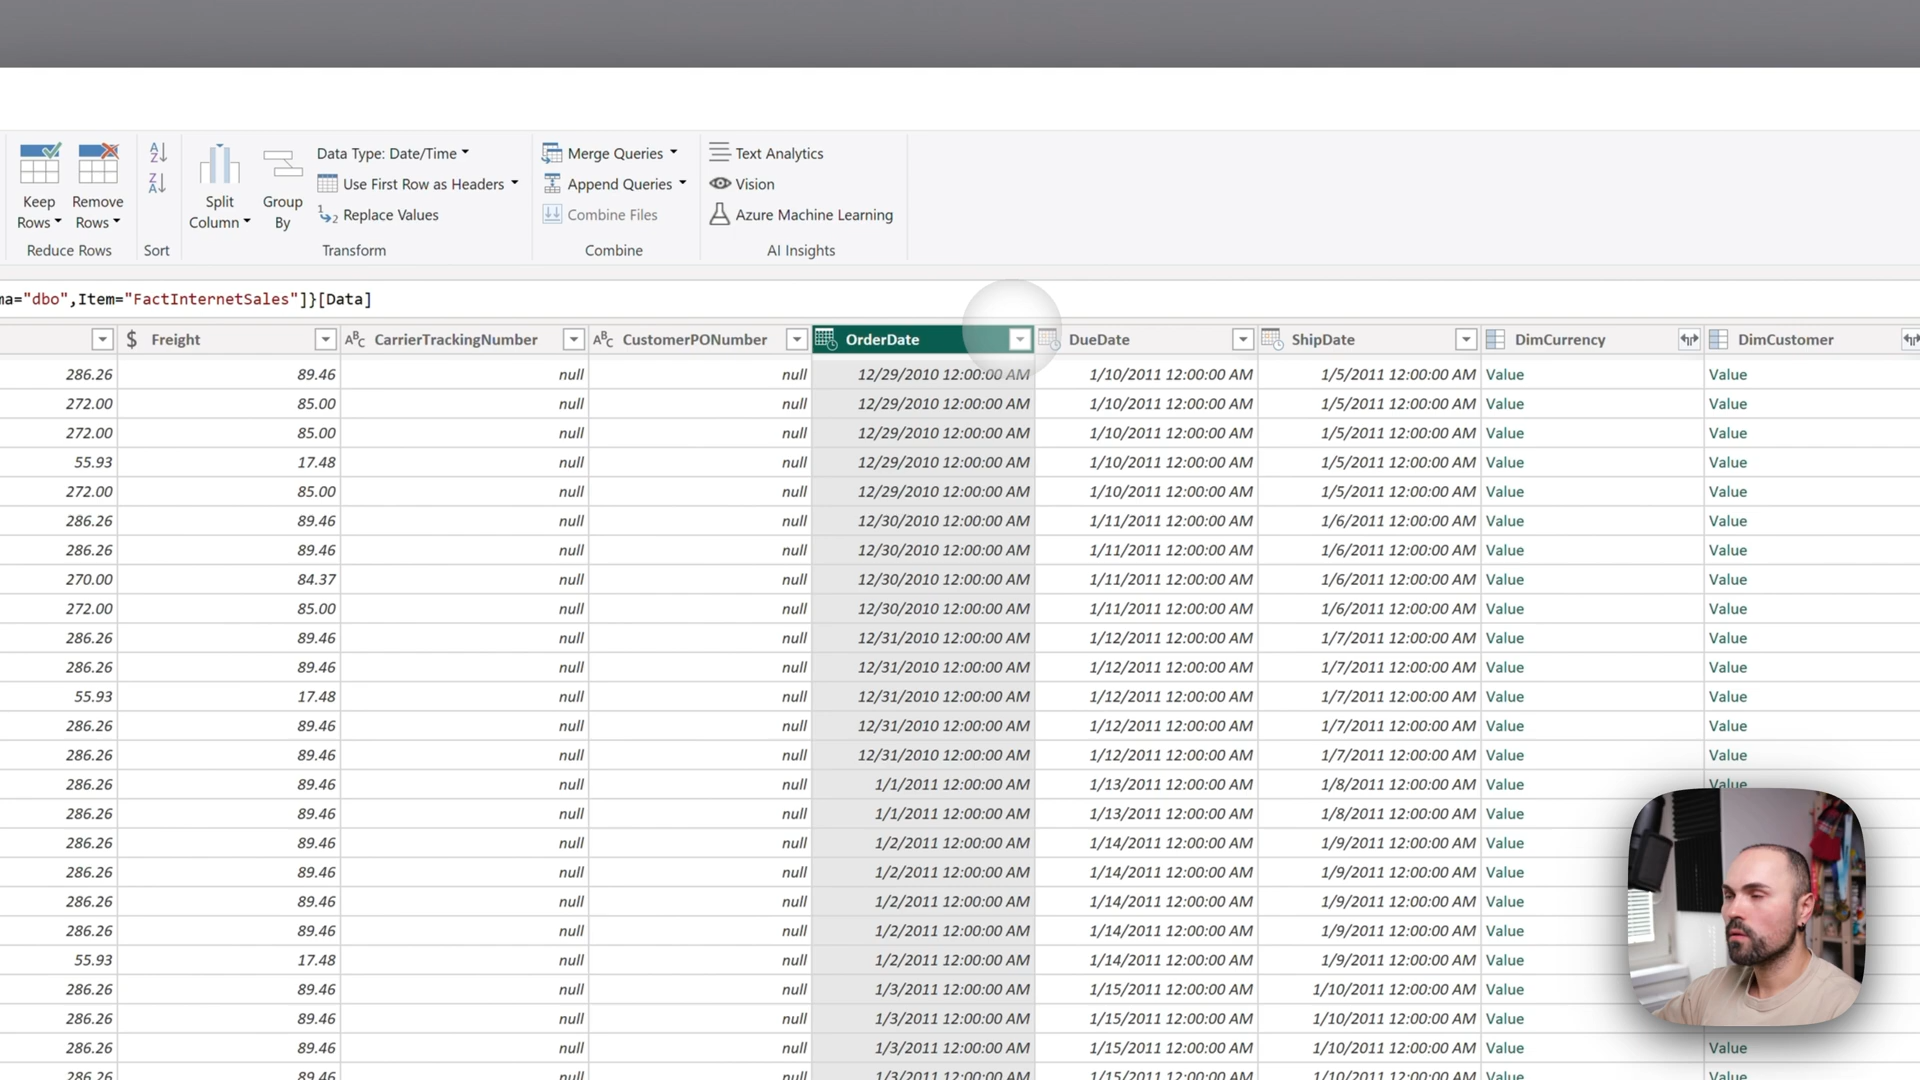 Keep Rows
Remove Rows
Reduce Rows
A Z
Z A
Sort
Split Column
Group By
Data Type: Date/Time
Use First Row as Headers
1 2 Replace Values
Transform
Merge Queries
Append Queries
Combine Files
Combine
Text Analytics
Vision
Azure Machine Learning
AI Insights
ma="dbo",Item="FactInternetSales"]}[Data]
$ Freight ABC CarrierTrackingNumber ABC CustomerPONumber OrderDate DueDate ShipDate DimCurrency DimCustomer
286.26 89.46 null null 12/29/2010 12:00:00 AM 1/10/2011 12:00:00 AM 1/5/2011 12:00:00 AM Value Value
272.00 85.00 null null 12/29/2010 12:00:00 AM 1/10/2011 12:00:00 AM 1/5/2011 12:00:00 AM Value Value
272.00 85.00 null null 12/29/2010 12:00:00 AM 1/10/2011 12:00:00 AM 1/5/2011 12:00:00 AM Value Value
55.93 17.48 null null 12/29/2010 12:00:00 AM 1/10/2011 12:00:00 AM 1/5/2011 12:00:00 AM Value Value
272.00 85.00 null null 12/29/2010 12:00:00 AM 1/10/2011 12:00:00 AM 1/5/2011 12:00:00 AM Value Value
286.26 89.46 null null 12/30/2010 12:00:00 AM 1/11/2011 12:00:00 AM 1/6/2011 12:00:00 AM Value Value
286.26 89.46 null null 12/30/2010 12:00:00 AM 1/11/2011 12:00:00 AM 1/6/2011 12:00:00 AM Value Value
270.00 84.37 null null 12/30/2010 12:00:00 AM 1/11/2011 12:00:00 AM 1/6/2011 12:00:00 AM Value Value
272.00 85.00 null null 12/30/2010 12:00:00 AM 1/11/2011 12:00:00 AM 1/6/2011 12:00:00 AM Value Value
286.26 89.46 null null 12/31/2010 12:00:00 AM 1/12/2011 12:00:00 AM 1/7/2011 12:00:00 AM Value Value
286.26 89.46 null null 12/31/2010 12:00:00 AM 1/12/2011 12:00:00 AM 1/7/2011 12:00:00 AM Value Value
55.93 17.48 null null 12/31/2010 12:00:00 AM 1/12/2011 12:00:00 AM 1/7/2011 12:00:00 AM Value Value
286.26 89.46 null null 12/31/2010 12:00:00 AM 1/12/2011 12:00:00 AM 1/7/2011 12:00:00 AM Value Value
286.26 89.46 null null 12/31/2010 12:00:00 AM 1/12/2011 12:00:00 AM 1/7/2011 12:00:00 AM Value Value
286.26 89.46 null null 1/1/2011 12:00:00 AM 1/13/2011 12:00:00 AM 1/8/2011 12:00:00 AM Value Value
286.26 89.46 null null 1/1/2011 12:00:00 AM 1/13/2011 12:00:00 AM 1/8/2011 12:00:00 AM Value
286.26 89.46 null null 1/2/2011 12:00:00 AM 1/14/2011 12:00:00 AM 1/9/2011 12:00:00 AM Value
286.26 89.46 null null 1/2/2011 12:00:00 AM 1/14/2011 12:00:00 AM 1/9/2011 12:00:00 AM Value
286.26 89.46 null null 1/2/2011 12:00:00 AM 1/14/2011 12:00:00 AM 1/9/2011 12:00:00 AM Value
286.26 89.46 null null 1/2/2011 12:00:00 AM 1/14/2011 12:00:00 AM 1/9/2011 12:00:00 AM Value
55.93 17.48 null null 1/2/2011 12:00:00 AM 1/14/2011 12:00:00 AM 1/9/2011 12:00:00 AM Value
286.26 89.46 null null 1/3/2011 12:00:00 AM 1/15/2011 12:00:00 AM 1/10/2011 12:00:00 AM Value
286.26 89.46 null null 1/3/2011 12:00:00 AM 1/15/2011 12:00:00 AM 1/10/2011 12:00:00 AM Value
286.26 89.46 null null 1/3/2011 12:00:00 AM 1/15/2011 12:00:00 AM 1/10/2011 12:00:00 AM Value Value
286.26 89.46 null null 1/3/2011 12:00:00 AM 1/15/2011 12:00:00 AM 1/10/2011 12:00:00 AM Value Value